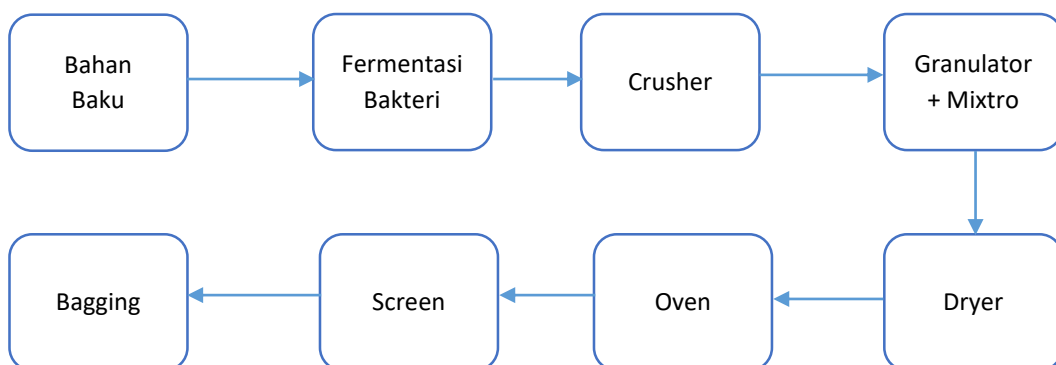 Bahan
Baku
Fermentasi
Bakteri
Crusher
Granulator
+ Mixtro
Bagging
Screen
Oven
Dryer